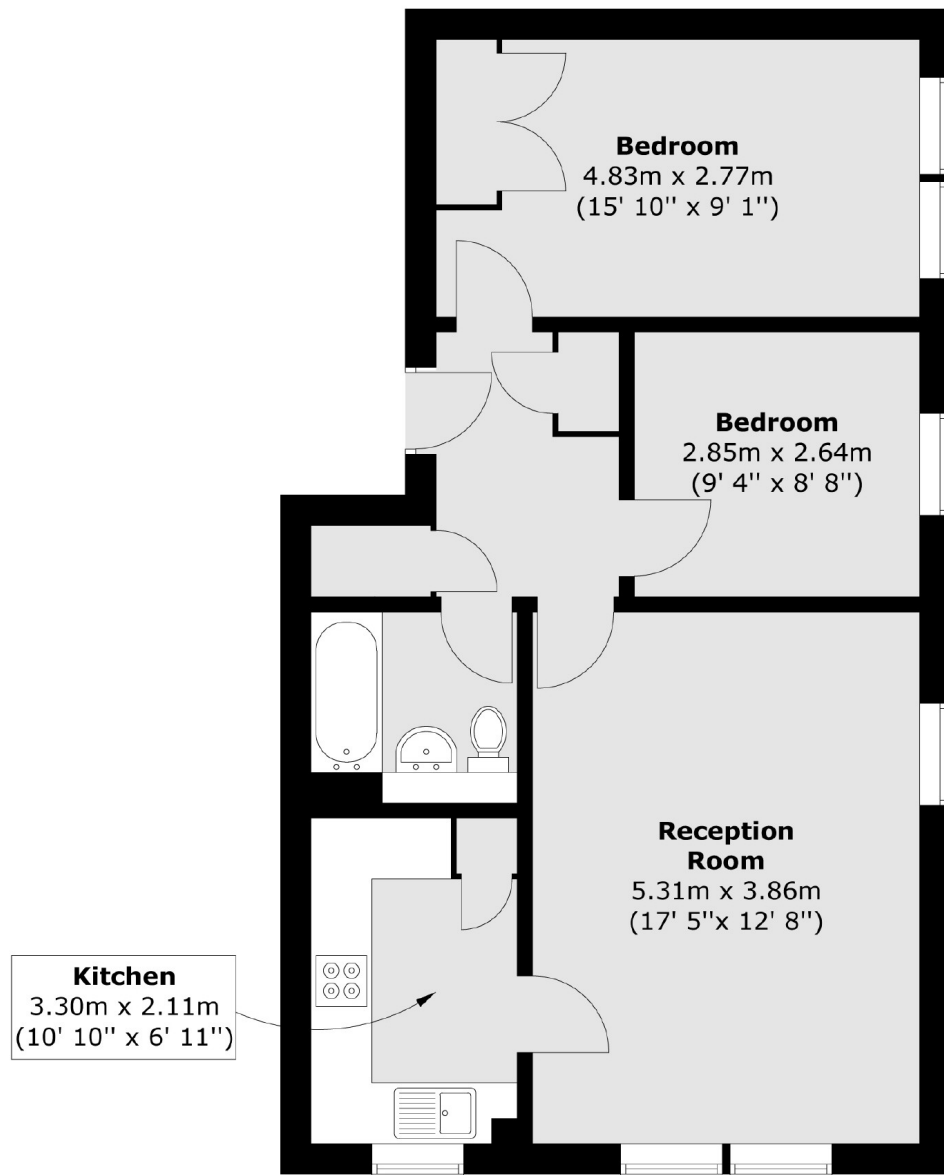 Bedroom
4.83m x 2.77m
(15' 10'' x 9' 1'')
Bedroom
2.85m x 2.64m
(9' 4'' x 8' 8'')
Reception
Room
5.31m x 3.86m
(17' 5''x 12' 8'')
Kitchen
3.30m x 2.11m
(10' 10'' x 6' 11'')